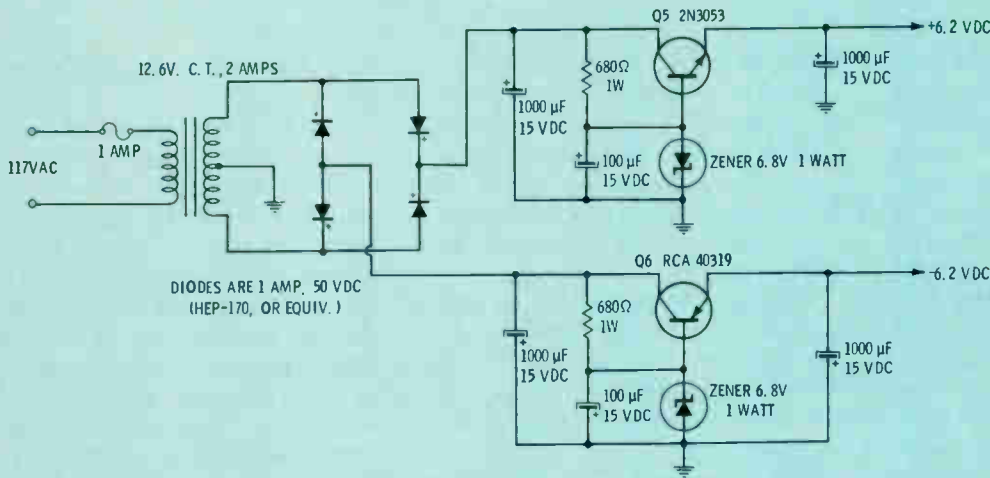 Q5 2N3053
+6.2 VDC
12.6V. C.T., 2 AMPS
680Ω
1W
1000 µF
15 VDC
1000 µF
15 VDC
1 AMP
117VAC
100 µF
15 VDC
ZENER 6.8V 1 WATT
Q6 RCA 40319
-6.2 VDC
DIODES ARE 1 AMP, 50 VDC
(HEP-170, OR EQUIV.)
680Ω
1W
1000 µF
15 VDC
1000 µF
15 VDC
100 µF
15 VDC
ZENER 6.8V
1 WATT